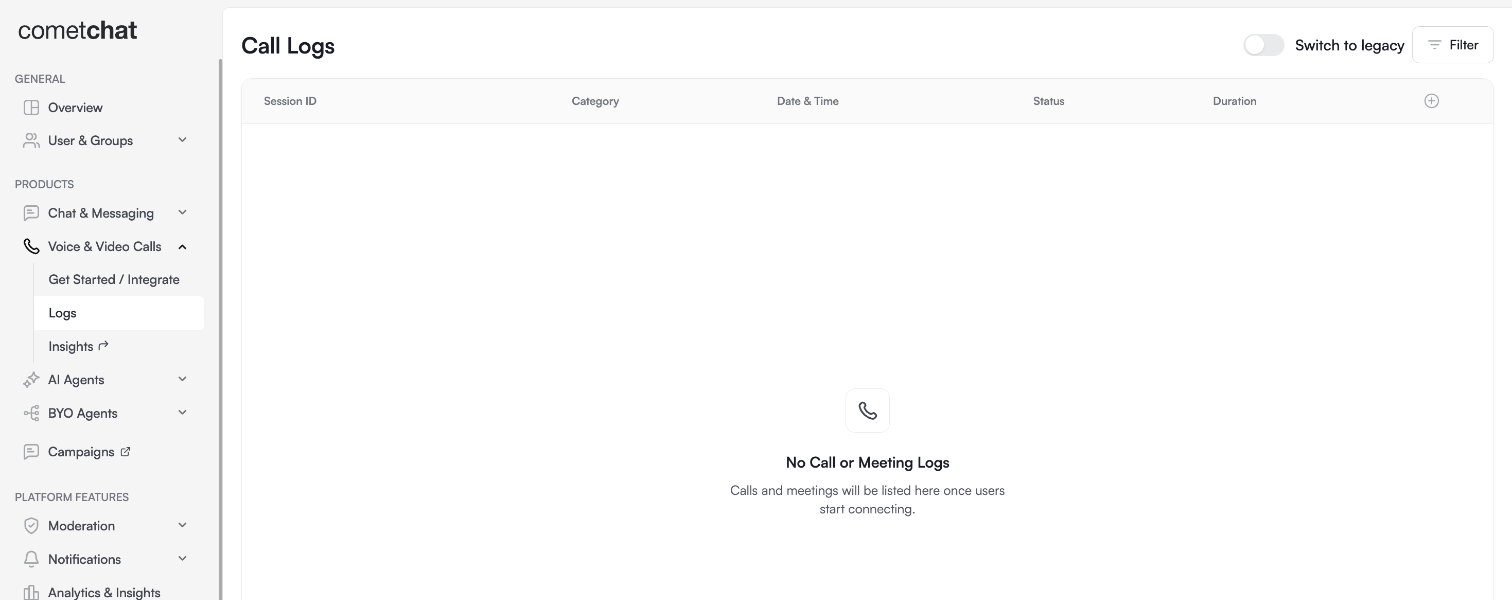 cometchat
GENERAL
Overview
User & Groups
PRODUCTS
Chat & Messaging
Voice & Video Calls
Get Started / Integrate
Logs
Insights
AI Agents
BYO Agents
Campaigns
PLATFORM FEATURES
Moderation
Notifications
Analytics & Insights
Call Logs
Switch to legacy
Filter
Session ID
Category
Date & Time
Status
Duration
No Call or Meeting Logs
Calls and meetings will be listed here once users
start connecting.